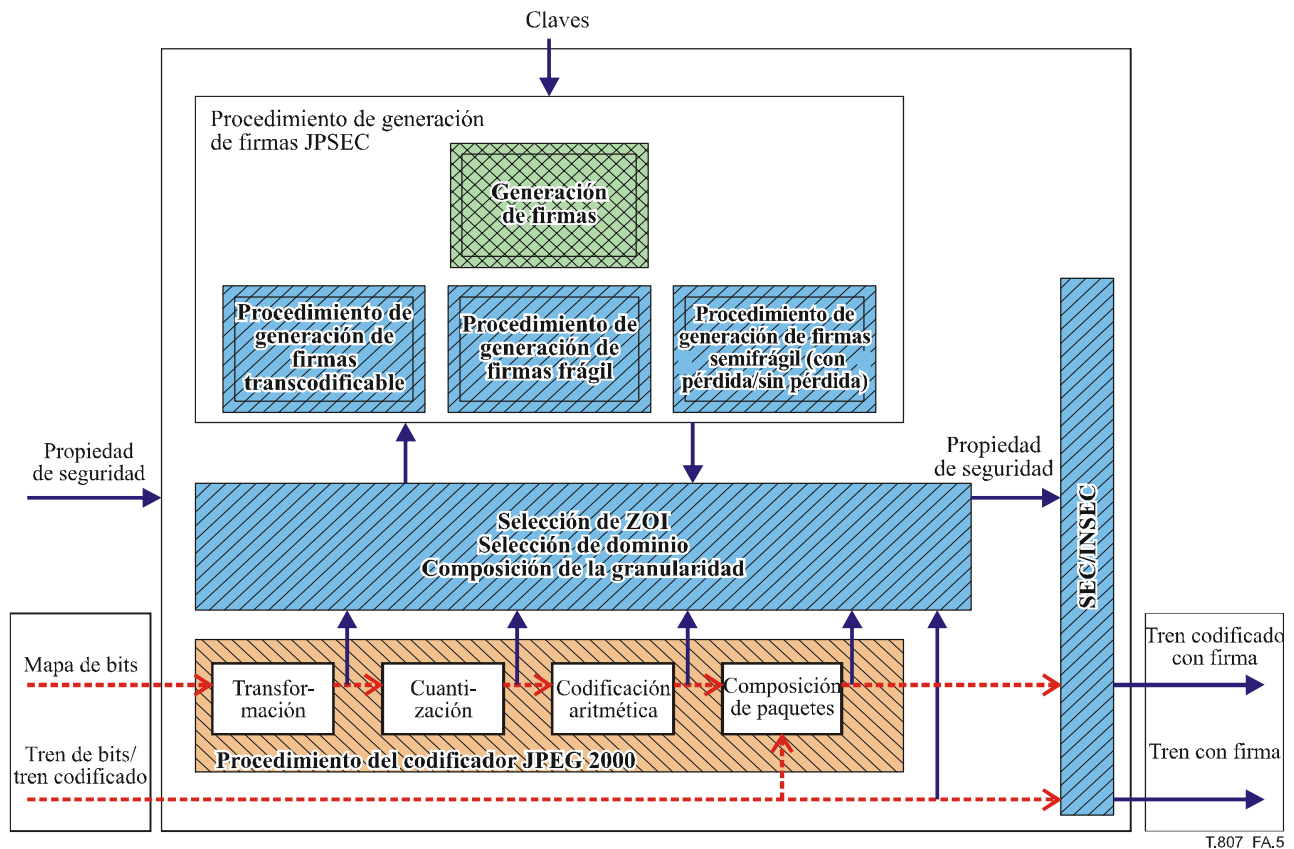 Claves
Procedimiento de generación
de firmas JPSEC
Generación
de firmas
Procedimiento de
generación de
firmas
transcodificable
Procedimiento de
generación de
firmas frágil
Procedimiento de
generación de firmas
semifrágil (con
pérdida/sin pérdida)
Propiedad
de seguridad
Propiedad
de seguridad
Selección de ZOI
Selección de dominio
Composición de la granularidad
SEC/INSEC
Mapa de bits
Transfor-
mación
Cuanti-
zación
Codificación
aritmética
Composición
de paquetes
Tren codificado
con firma
Tren de bits/
tren codificado
Procedimiento del codificador JPEG 2000
Tren con firma
T.807_FA.5